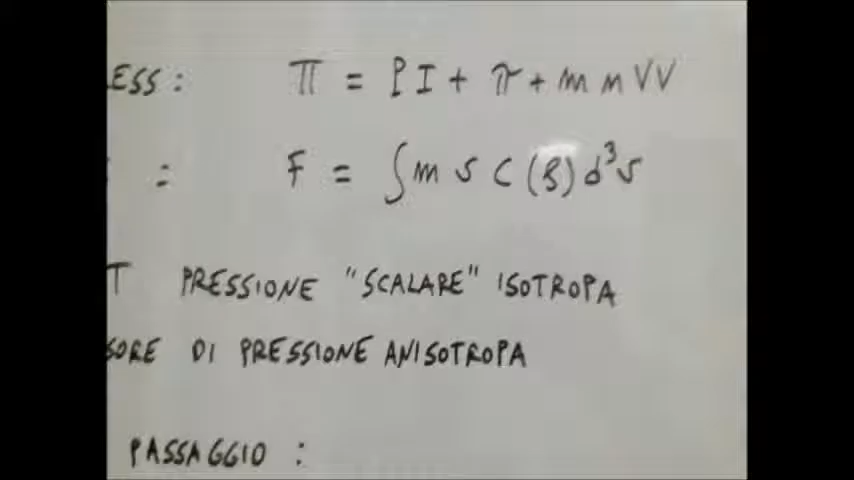 ESS: Π = P I + π + m n V V
: F = ∫ m v C (f) d³v
T PRESSIONE "SCALARE" ISOTROPA
SORE DI PRESSIONE ANISOTROPA
PASSAGGIO :